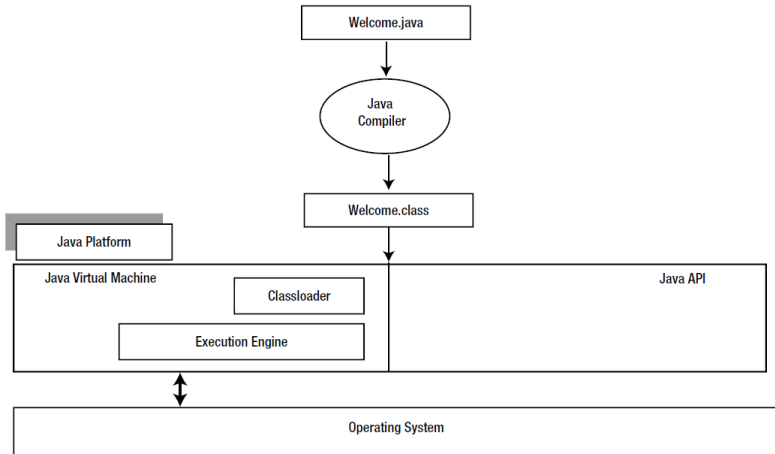 Welcome.java
Java
Compiler
Welcome.class
Java Platform
Java Virtual Machine
Java API
Classloader
Execution Engine
Operating System